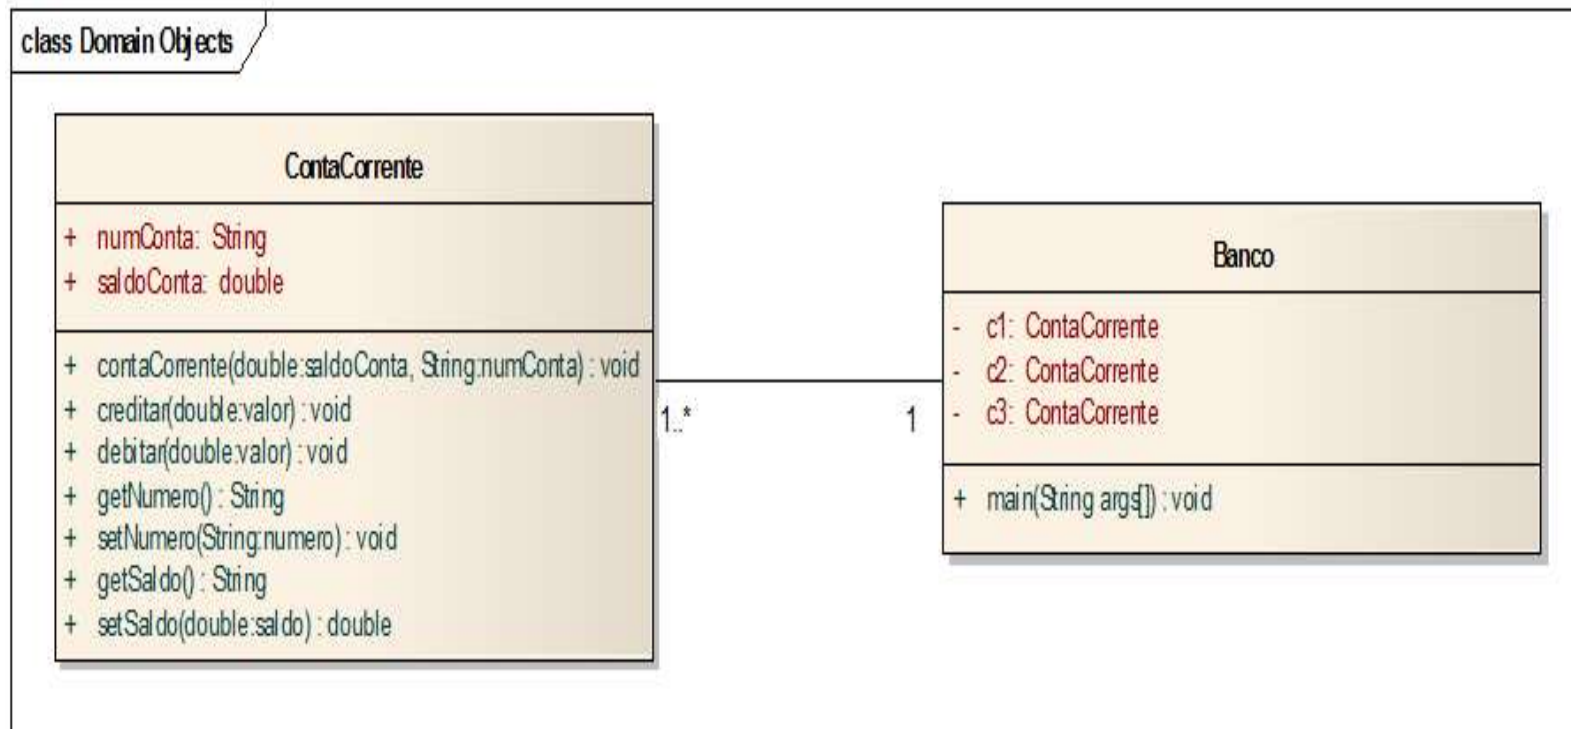 class Domain Objects
ContaCorrente
+ numConta: String
+ saldoConta: double
+ contaCorrente(double:saldoConta, String:numConta) : void
+ creditar(double:valor) : void
+ debitar(double:valor) : void
+ getNumero() : String
+ setNumero(String:numero) : void
+ getSaldo() : String
+ setSaldo(double:saldo) : double
1..*
1
Banco
- c1: ContaCorrente
- c2: ContaCorrente
- c3: ContaCorrente
+ main(String args[]) : void